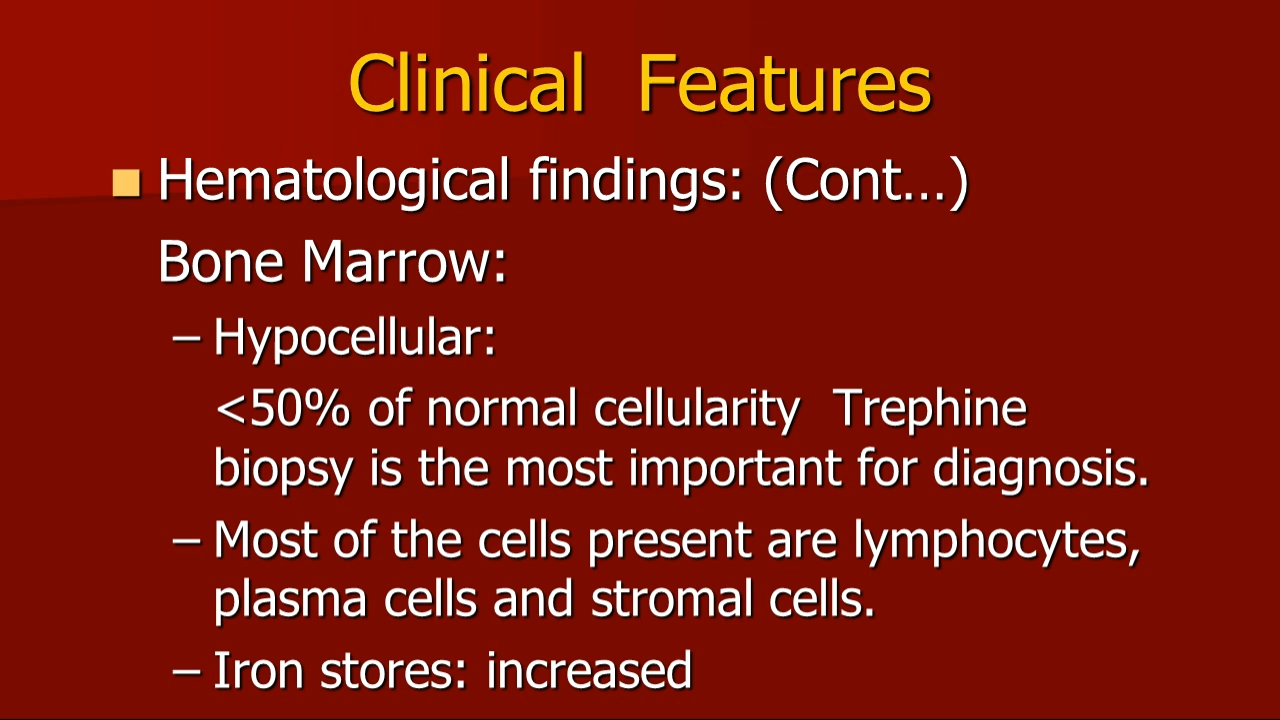 Clinical  Features
■ Hematological findings: (Cont…)
Bone Marrow:
– Hypocellular:
<50% of normal cellularity  Trephine
biopsy is the most important for diagnosis.
– Most of the cells present are lymphocytes,
plasma cells and stromal cells.
– Iron stores: increased